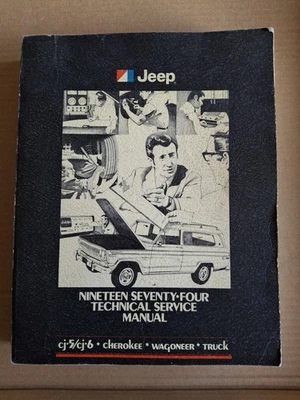 Jeep
NINETEEN SEVENTY-FOUR
TECHNICAL SERVICE
MANUAL
cj-5/cj-6 • cherokee • wagoneer • truck